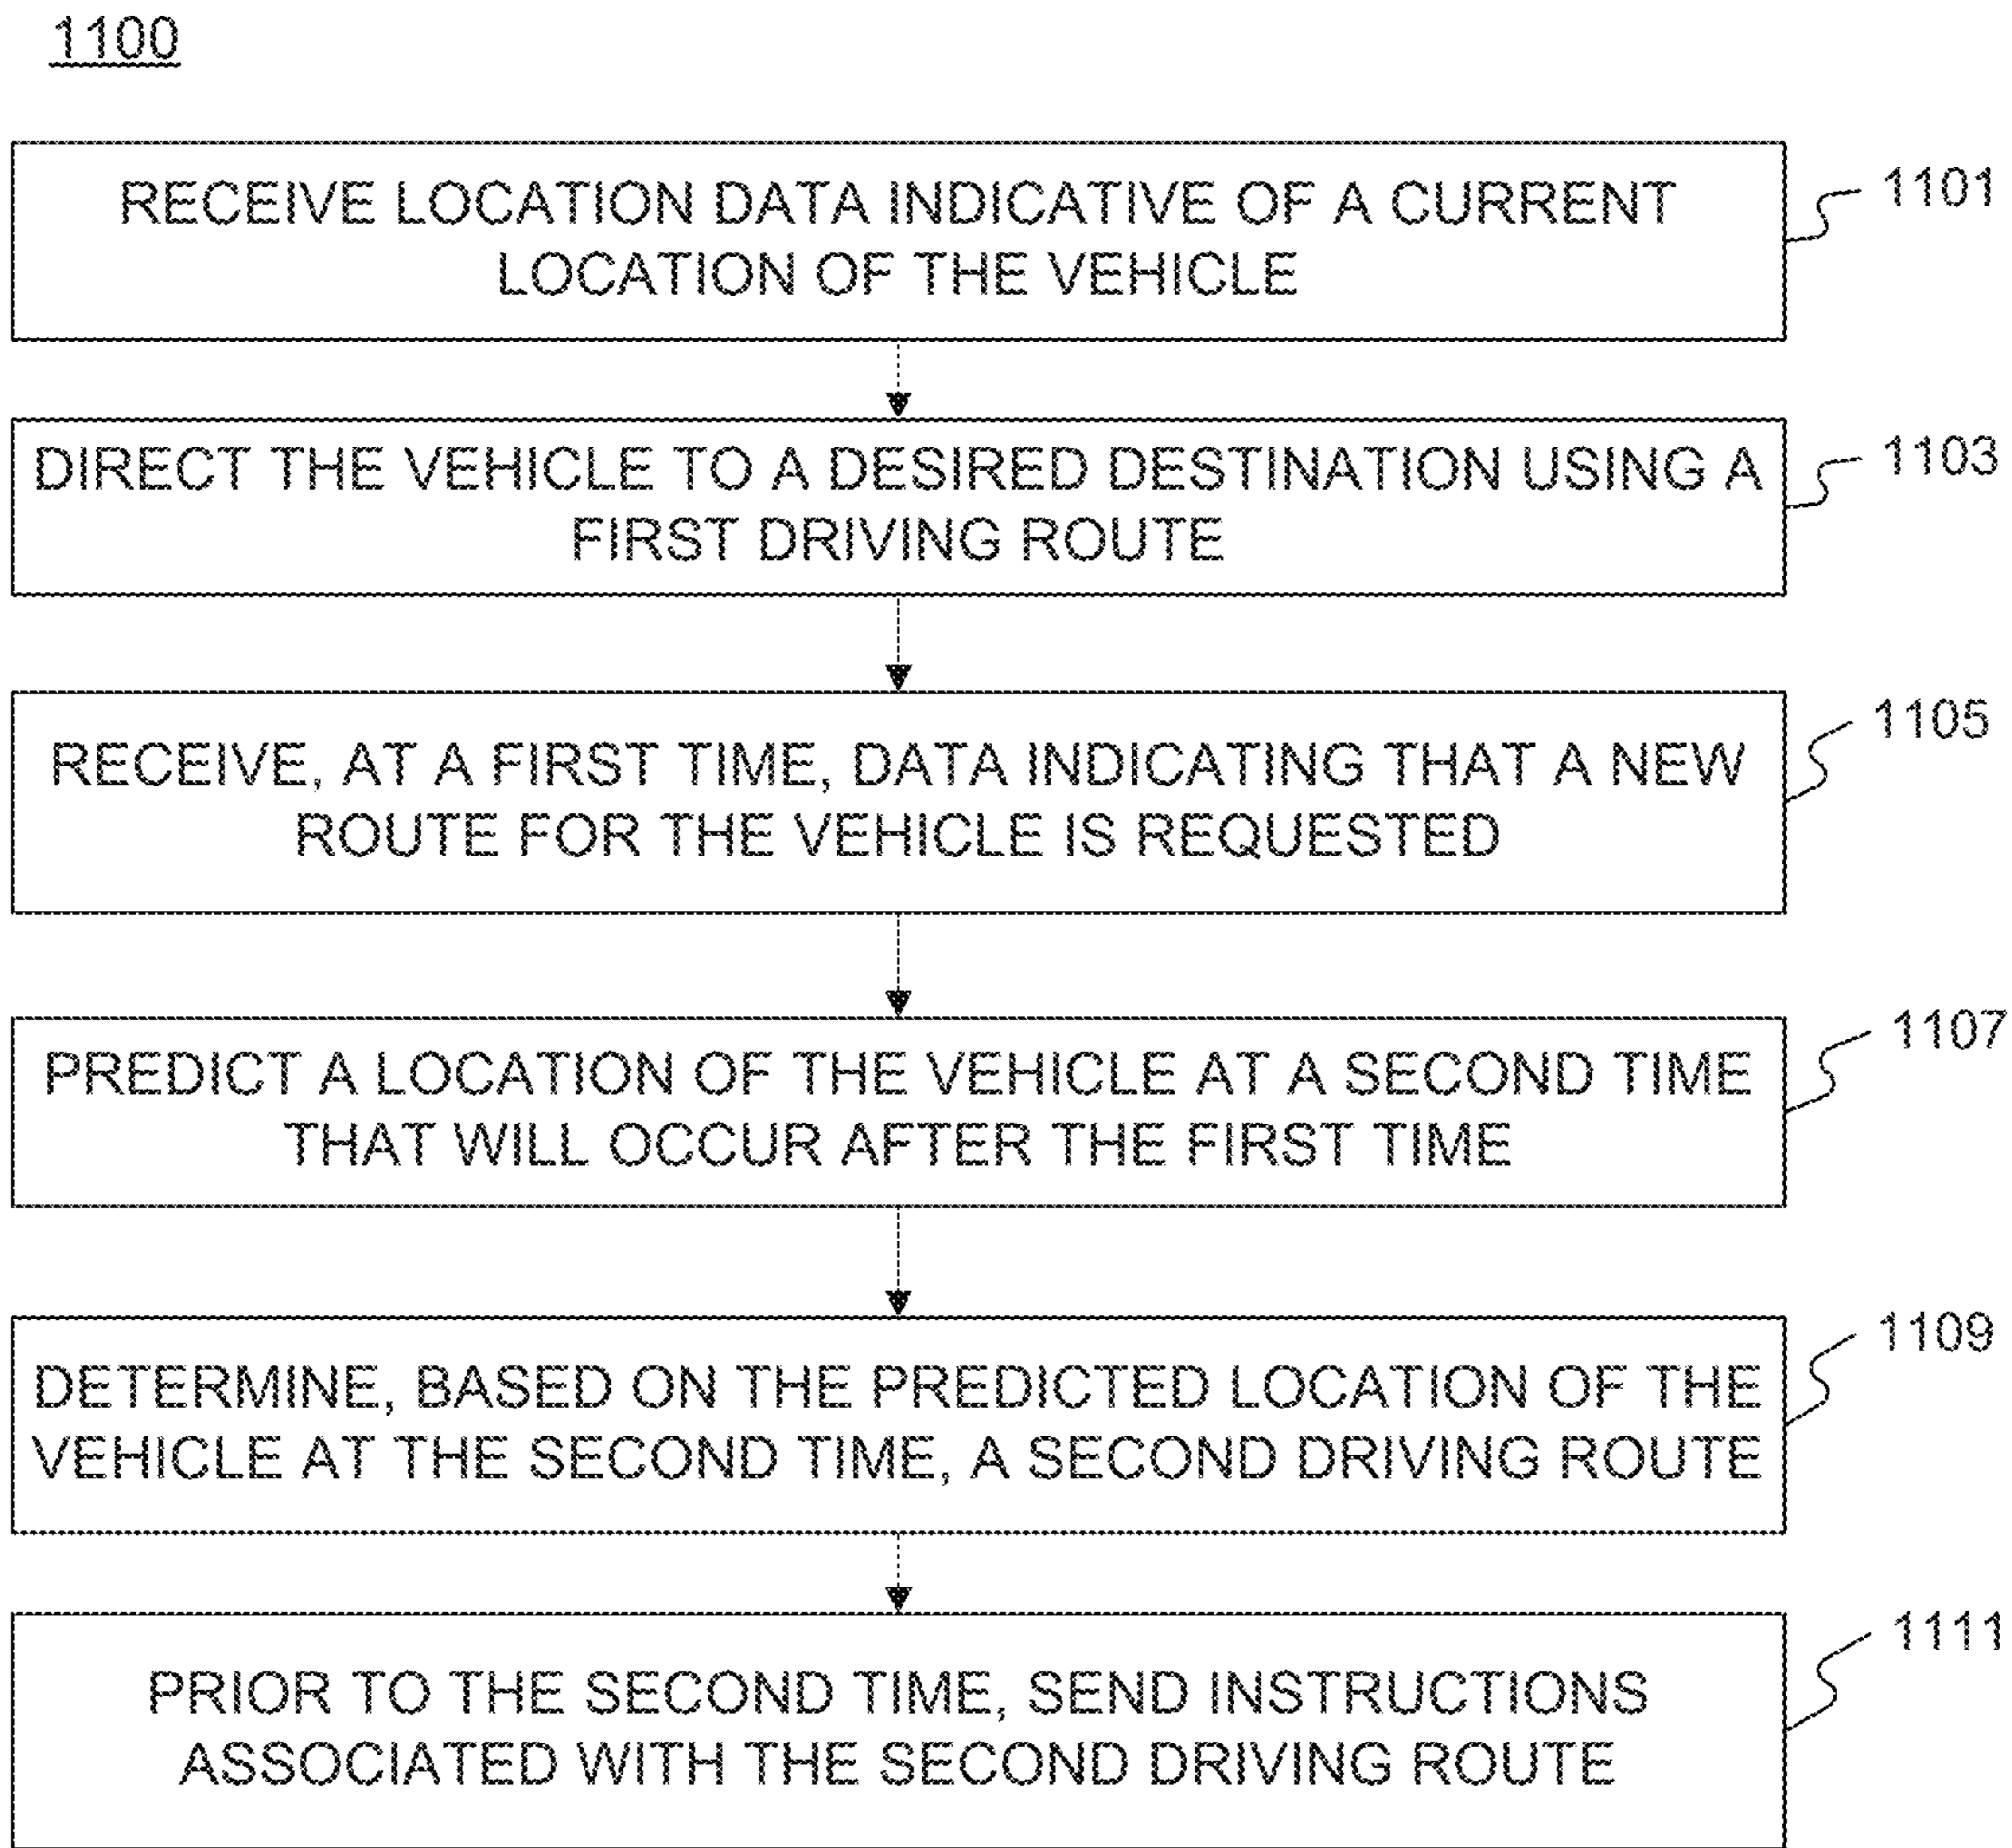 1100
RECEIVE LOCATION DATA INDICATIVE OF A CURRENT
LOCATION OF THE VEHICLE
1101
DIRECT THE VEHICLE TO A DESIRED DESTINATION USING A
FIRST DRIVING ROUTE
1103
RECEIVE, AT A FIRST TIME, DATA INDICATING THAT A NEW
ROUTE FOR THE VEHICLE IS REQUESTED
1105
PREDICT A LOCATION OF THE VEHICLE AT A SECOND TIME
THAT WILL OCCUR AFTER THE FIRST TIME
1107
DETERMINE, BASED ON THE PREDICTED LOCATION OF THE
VEHICLE AT THE SECOND TIME, A SECOND DRIVING ROUTE
1109
PRIOR TO THE SECOND TIME, SEND INSTRUCTIONS
ASSOCIATED WITH THE SECOND DRIVING ROUTE
1111